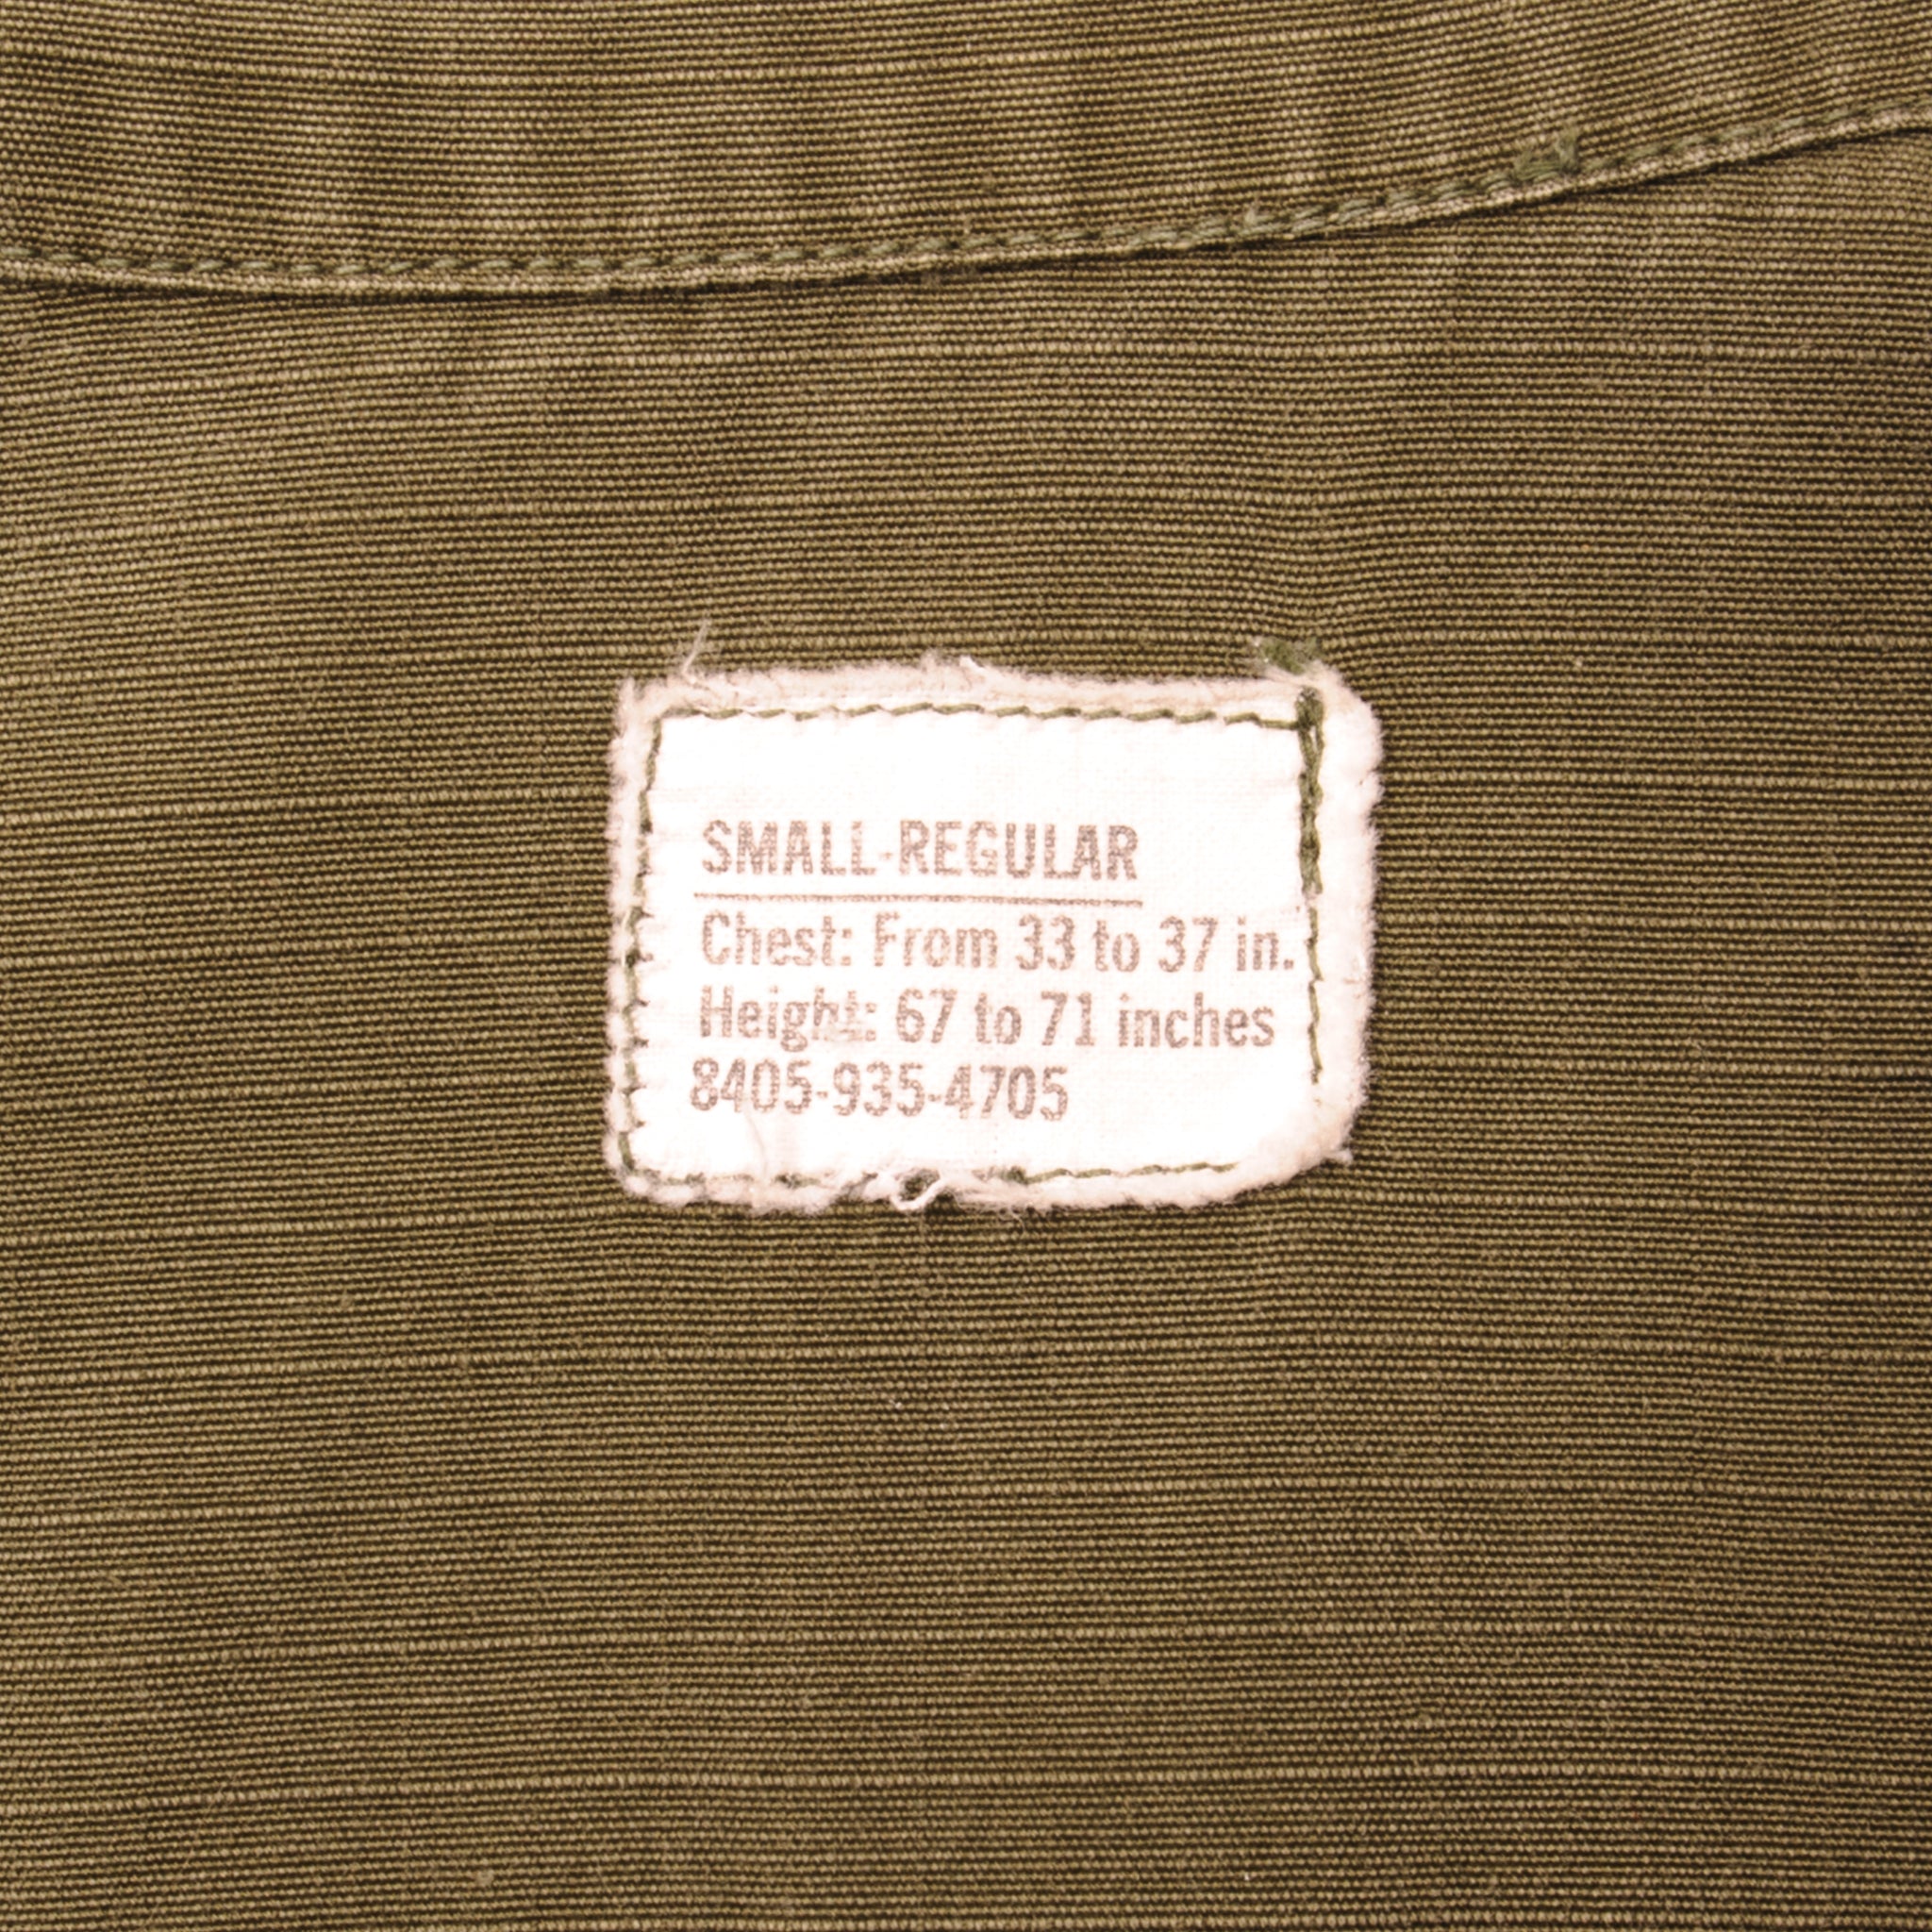 SMALL-REGULAR
Chest: From 33 to 37 in.
Height: 67 to 71 inches
8405-935-4705